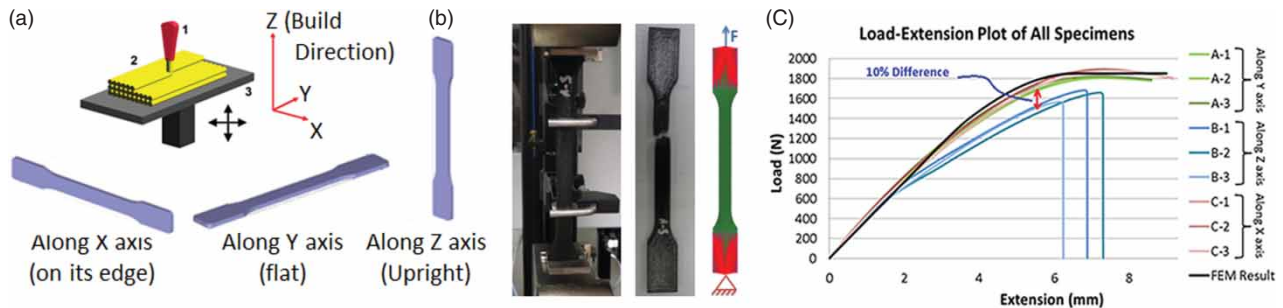 (a)
1
2
3
Z (Build
Direction)
Y
X
Along X axis
(on its edge)
Along Y axis
(flat)
Along Z axis
(Upright)
(b)
F
(C)
Load-Extension Plot of All Specimens
10% Difference
Load (N)
2000
1800
1600
1400
1200
1000
800
600
400
200
0
0
2
4
6
8
Extension (mm)
A-1
A-2
A-3
Along Y axis
B-1
B-2
B-3
Along Z axis
C-1
C-2
C-3
Along X axis
FEM Result